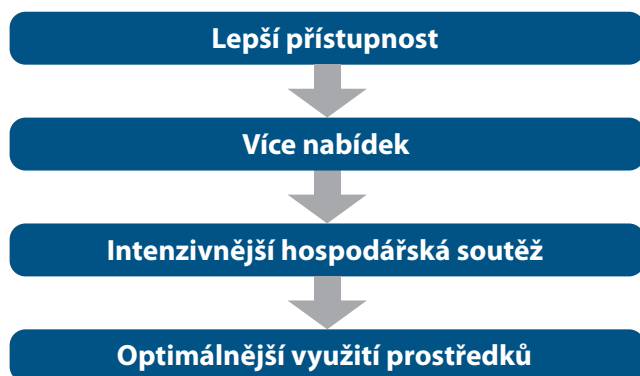 Lepší přístupnost
Více nabídek
Intenzivnější hospodářská soutěž
Optimálnější využití prostředků